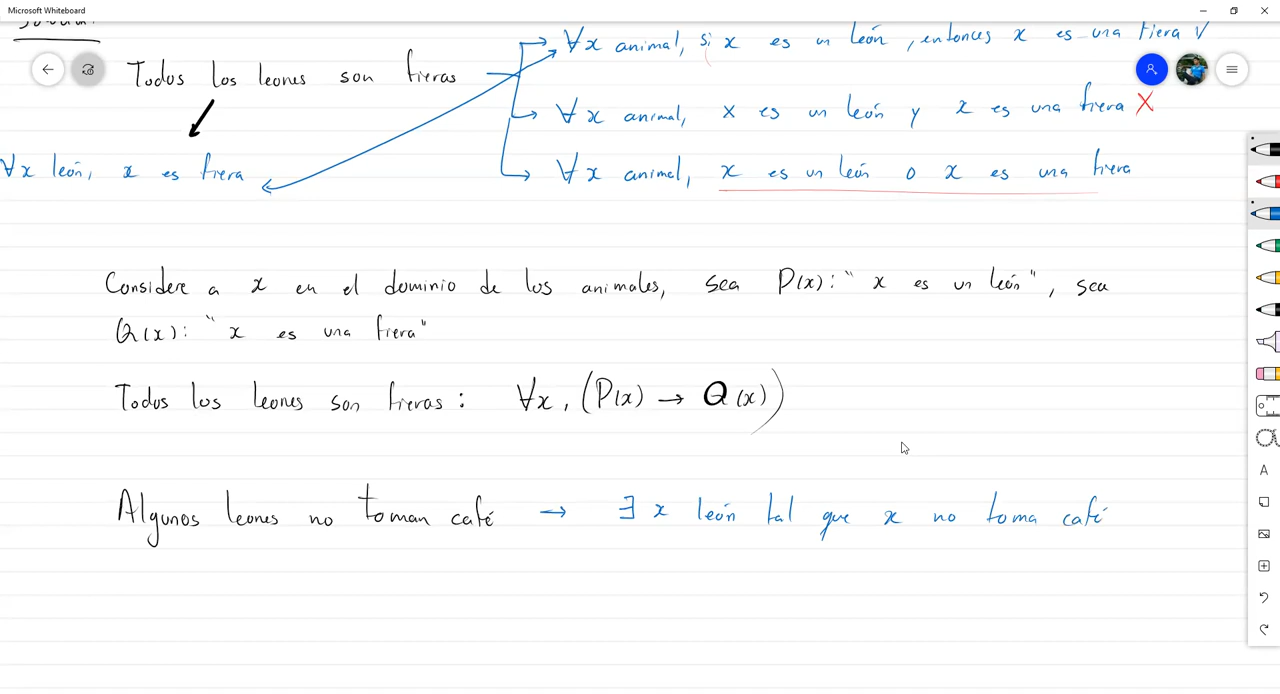 Microsoft Whiteboard
∀x animal, si x es un león, entonces x es una fiera V
Todos los leones son fieras
∀x animal, x es un león y x es una fiera X
∀x león, x es fiera
∀x animal, x es un león o x es una fiera
Considere a x en el dominio de los animales, sea P(x): "x es un león", sea
Q(x): "x es una fiera"
Todos los leones son fieras: ∀x, (P(x) → Q(x))
Algunos leones no toman café → ∃ x león tal que x no toma café
A